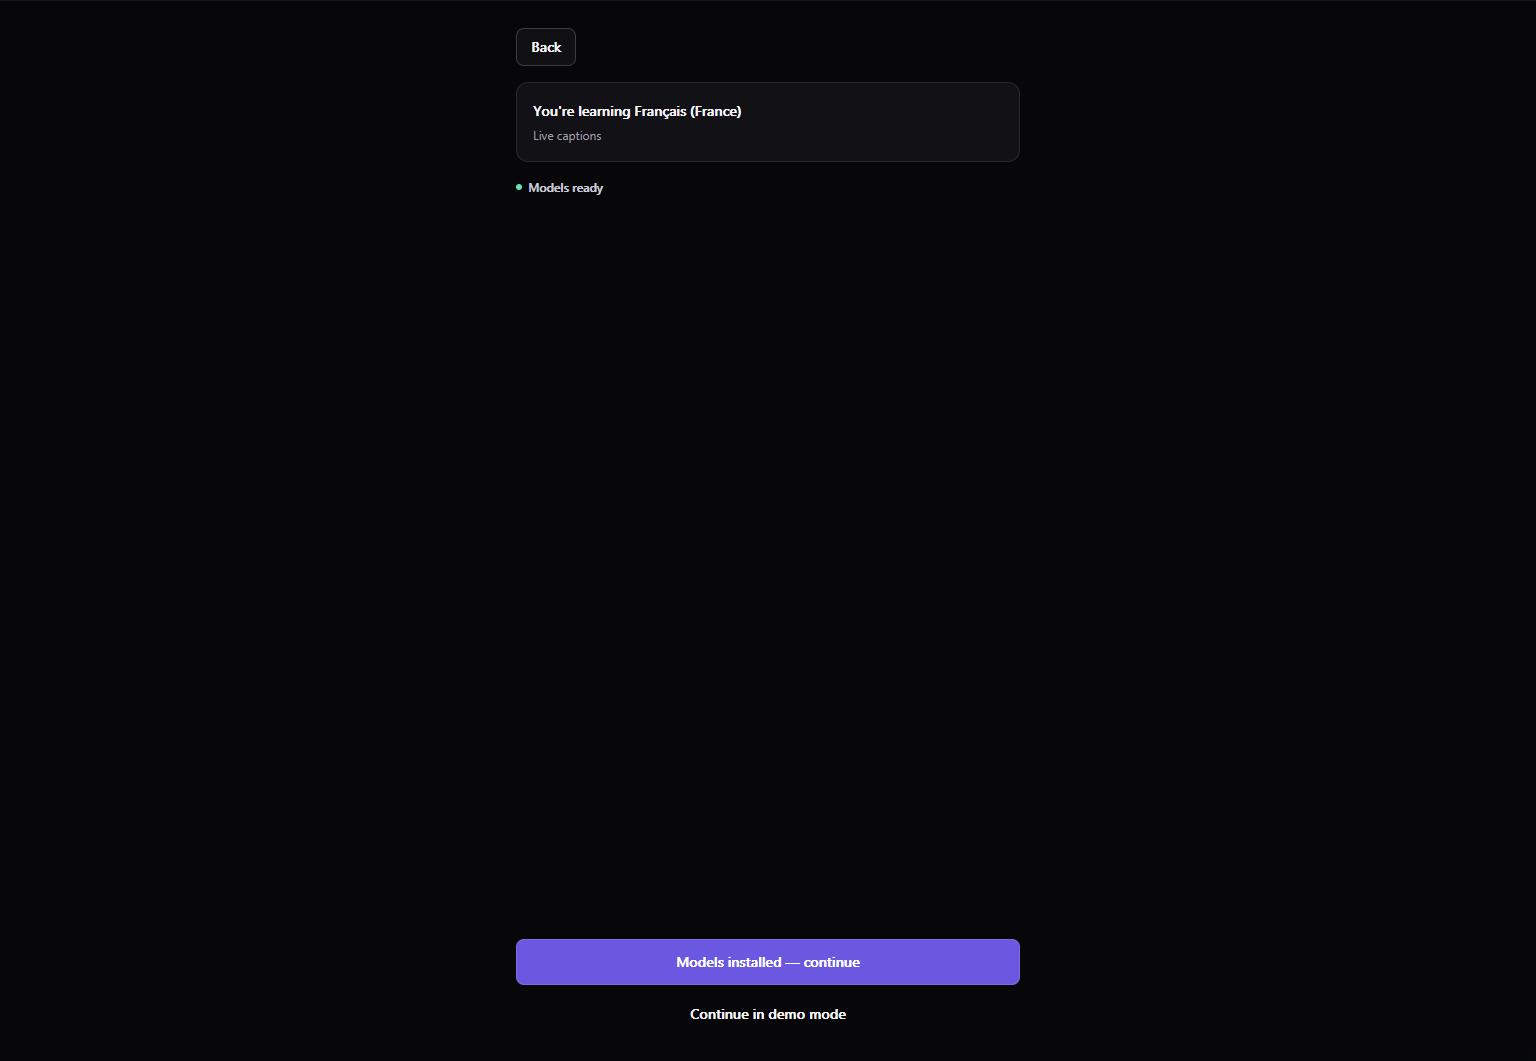 Back
You're learning Français (France)
Live captions
Models ready
Models installed — continue
Continue in demo mode